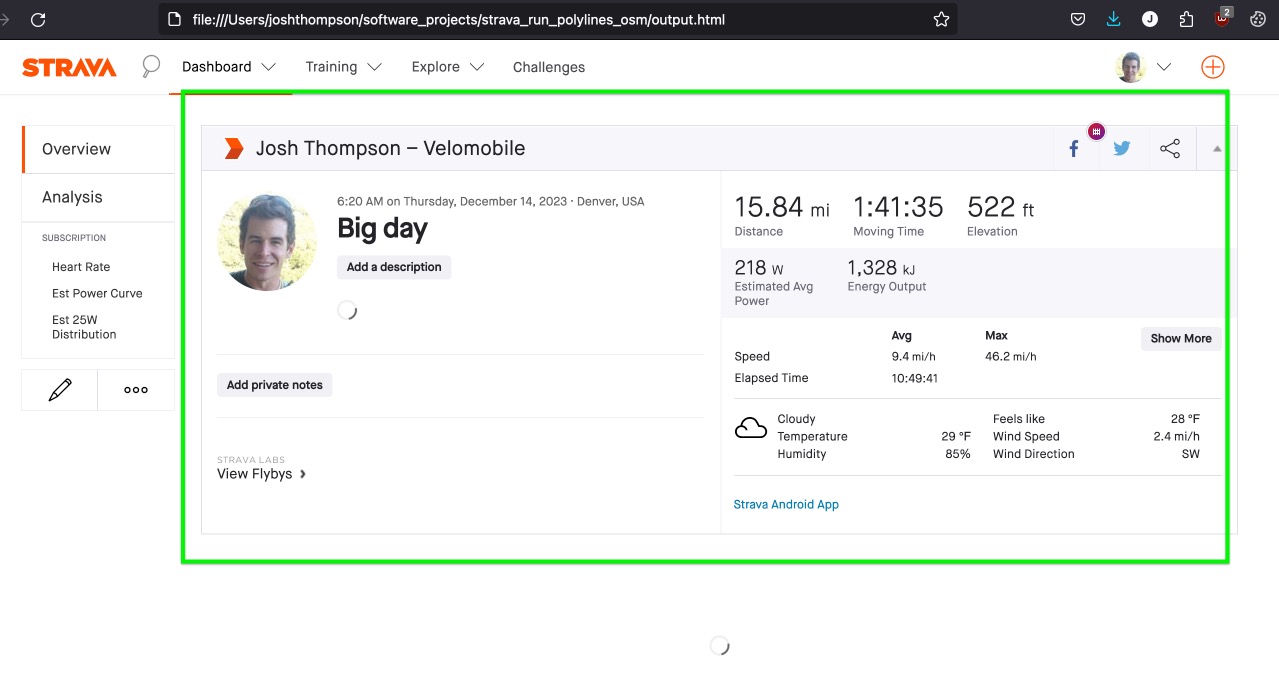 file:///Users/joshthompson/software_projects/strava_run_polylines_osm/output.html
J
2
STRAVA
Dashboard
Training
Explore
Challenges
Overview
Analysis
SUBSCRIPTION
Heart Rate
Est Power Curve
Est 25W
Distribution
Josh Thompson – Velomobile
6:20 AM on Thursday, December 14, 2023 · Denver, USA
Big day
Add a description
Add private notes
STRAVA LABS
View Flybys
15.84 mi
Distance
1:41:35
Moving Time
522 ft
Elevation
218 W
Estimated Avg
Power
1,328 kJ
Energy Output
Avg
Max
Show More
Speed
9.4 mi/h
46.2 mi/h
Elapsed Time
10:49:41
Cloudy
Temperature
29 °F
Humidity
85%
Feels like
28 °F
Wind Speed
2.4 mi/h
Wind Direction
SW
Strava Android App